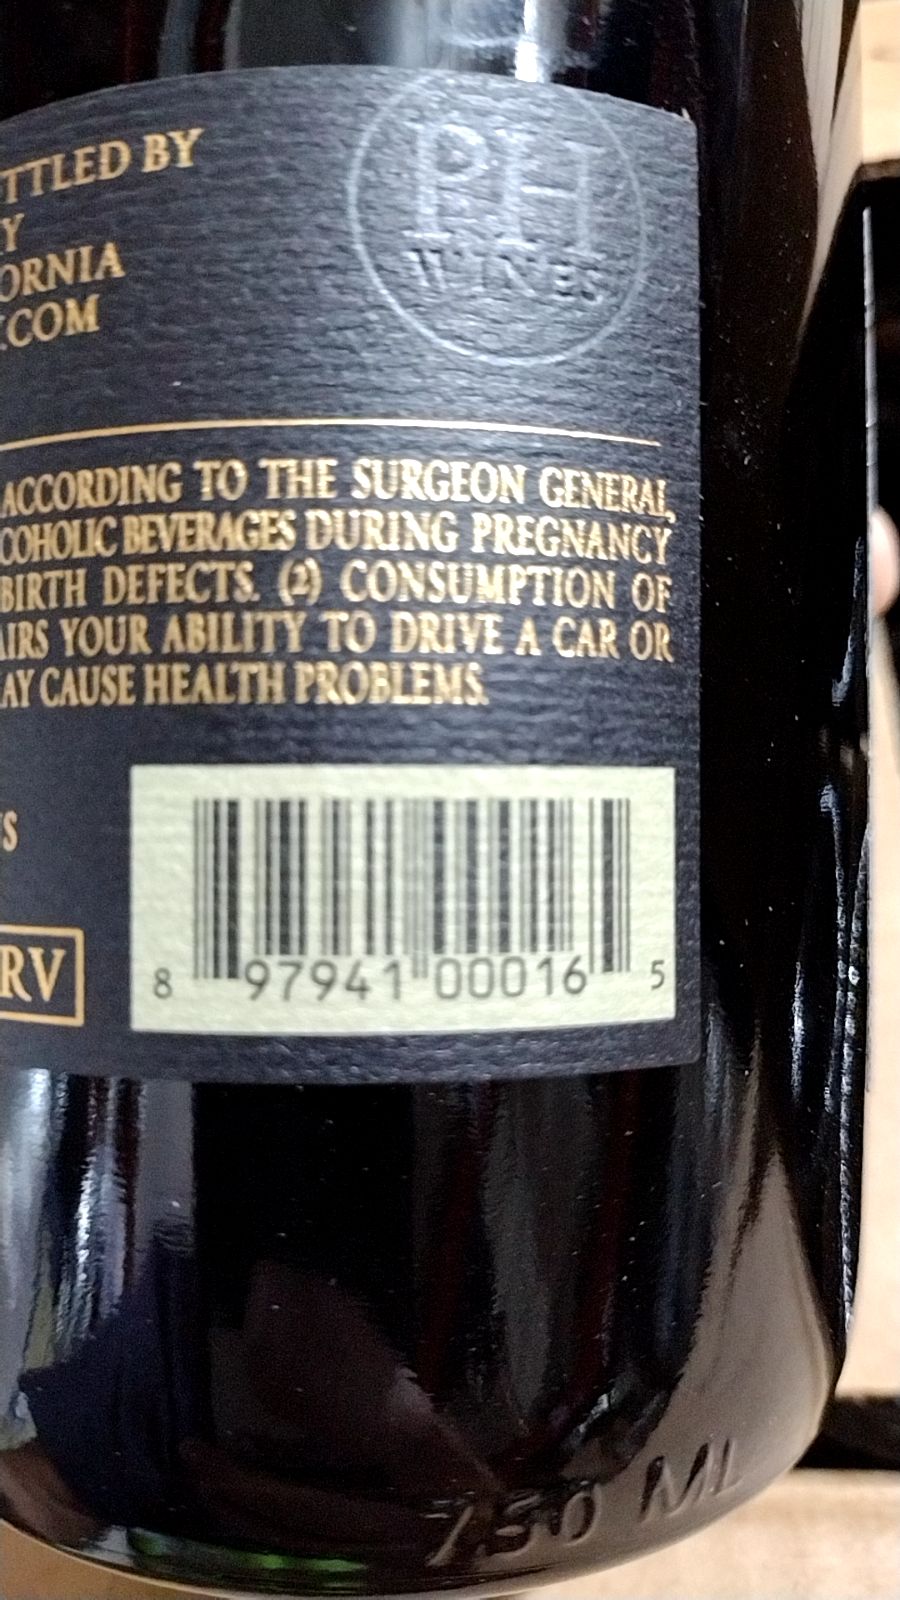 TTLED BY
Y
ORNIA
.COM
PH
WINES
ACCORDING TO THE SURGEON GENERAL,
COHOLIC BEVERAGES DURING PREGNANCY
BIRTH DEFECTS. (2) CONSUMPTION OF
AIRS YOUR ABILITY TO DRIVE A CAR OR
AY CAUSE HEALTH PROBLEMS.
S
RV
8 97941 00016 5
750 ML